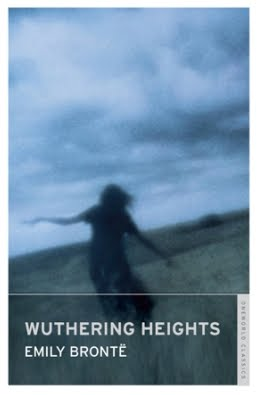 WUTHERING HEIGHTS
EMILY BRONTË
ONEWORLD CLASSICS